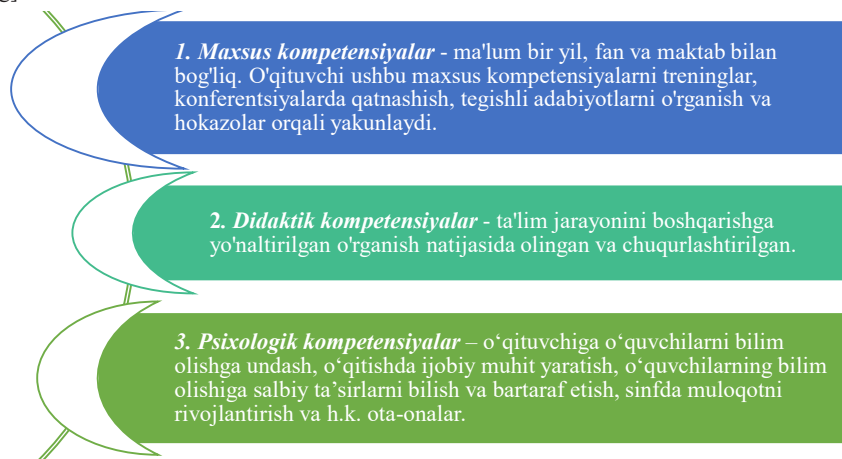 1. Maxsus kompetensiyalar - ma'lum bir yil, fan va maktab bilan
bog'liq. O'qituvchi ushbu maxsus kompetensiyalarni treninglar,
konferentsiyalarda qatnashish, tegishli adabiyotlarni o'rganish va
hokazolar orqali yakunlaydi.
2. Didaktik kompetensiyalar - ta'lim jarayonini boshqarishga
yo'naltirilgan o'rganish natijasida olingan va chuqurlashtirilgan.
3. Psixologik kompetensiyalar – o‘qituvchiga o‘quvchilarni bilim
olishga undash, o‘qitishda ijobiy muhit yaratish, o‘quvchilarning bilim
olishiga salbiy ta’sirlarni bilish va bartaraf etish, sinfda muloqotni
rivojlantirish va h.k. ota-onalar.